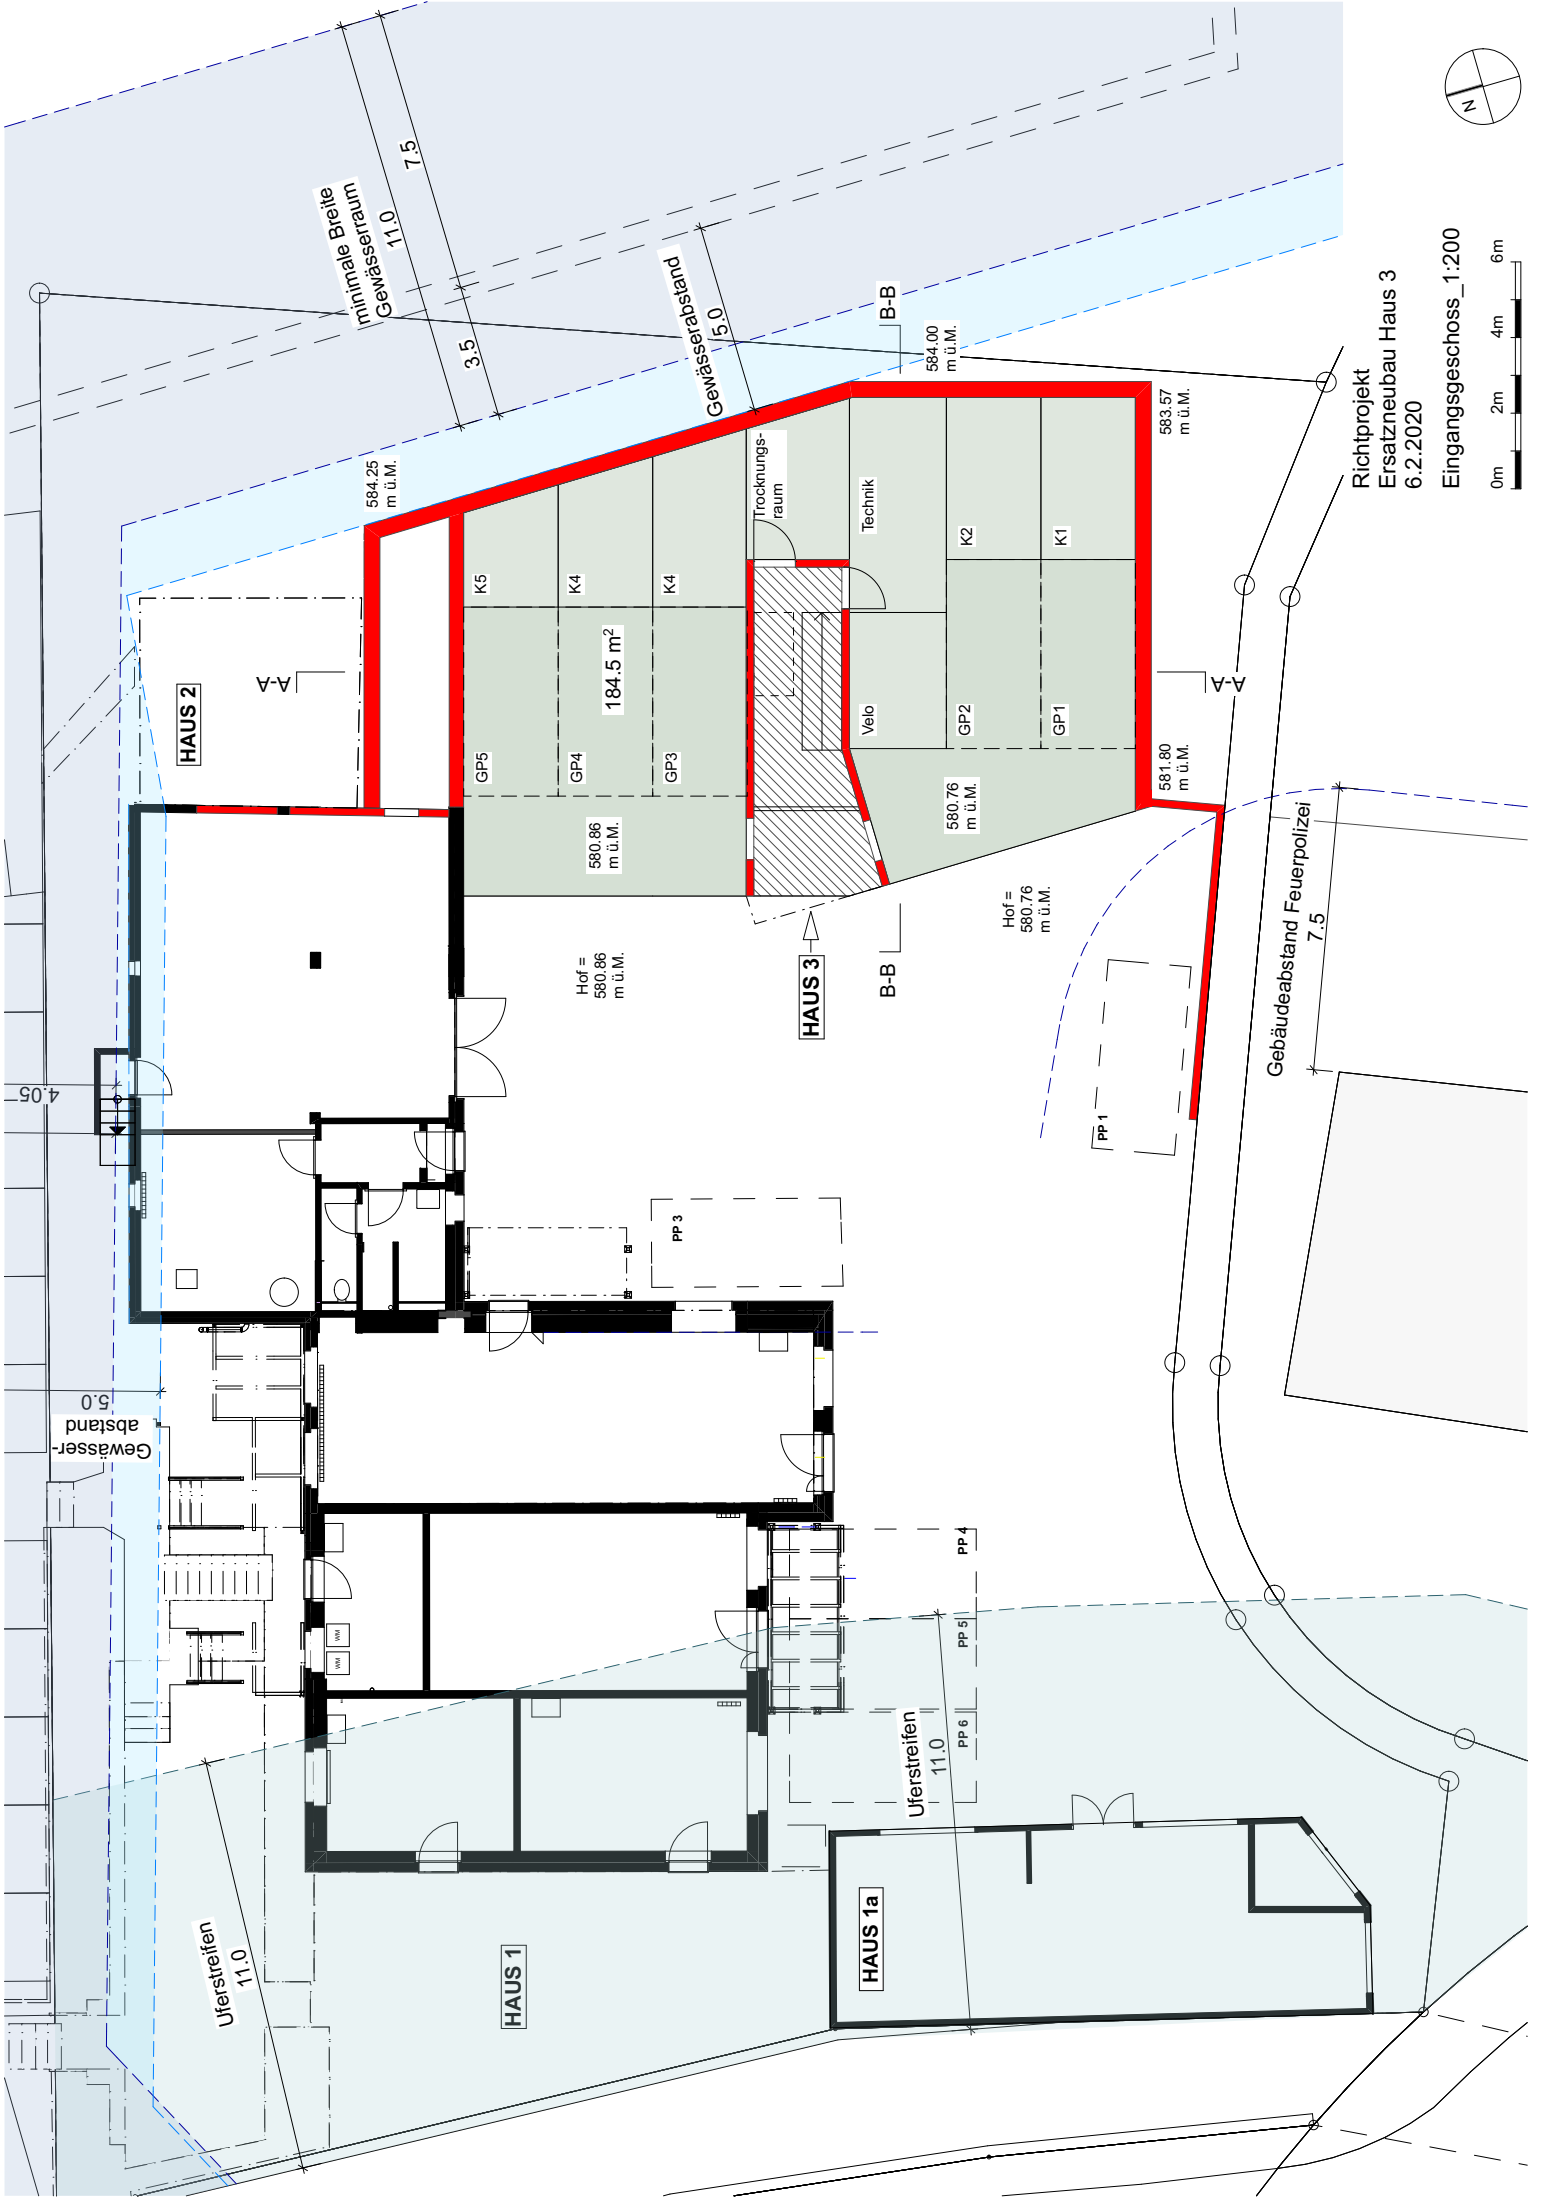 minimale Breite
Gewässerraum
11.0
7.5
3.5
Gewässerabstand
5.0
N
584.25
m ü.M.
HAUS 2
A-A
B-B
584.00
m ü.M.
583.57
m ü.M.
Trocknungs-
raum
Technik
K5
K4
K4
K2
K1
184.5 m²
GP5
GP4
GP3
Velo
GP2
GP1
580.86
m ü.M.
580.76
m ü.M.
581.80
m ü.M.
A-A
Hof =
580.86
m ü.M.
Hof =
580.76
m ü.M.
HAUS 3
B-B
Gebäudeabstand Feuerpolizei
7.5
Richtprojekt
Ersatzneubau Haus 3
6.2.2020
Eingangsgeschoss_1:200
0m
2m
4m
6m
4.05
Gewässer-
abstand
5.0
PP 1
PP 3
PP 4
PP 5
PP 6
WM
WM
Uferstreifen
11.0
Uferstreifen
11.0
HAUS 1
HAUS 1a